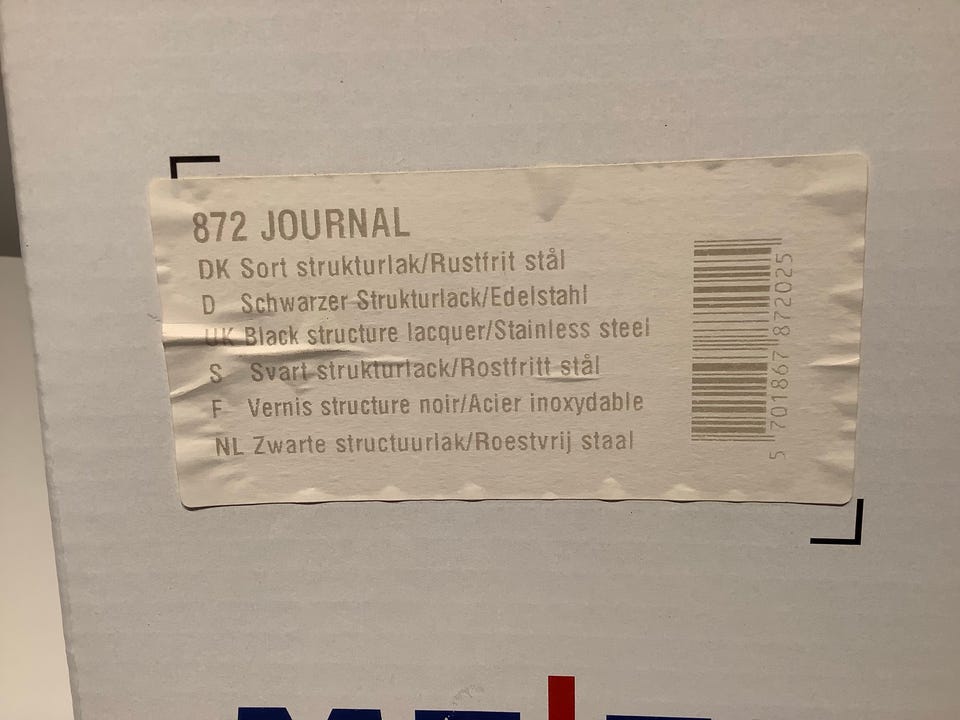 872 JOURNAL
DK Sort strukturlak/Rustfrit stål
D Schwarzer Strukturlack/Edelstahl
UK Black structure lacquer/Stainless steel
S Svart strukturlack/Rostfritt stål
F Vernis structure noir/Acier inoxydable
NL Zwarte structuurlak/Roestvrij staal
5 701867 872025